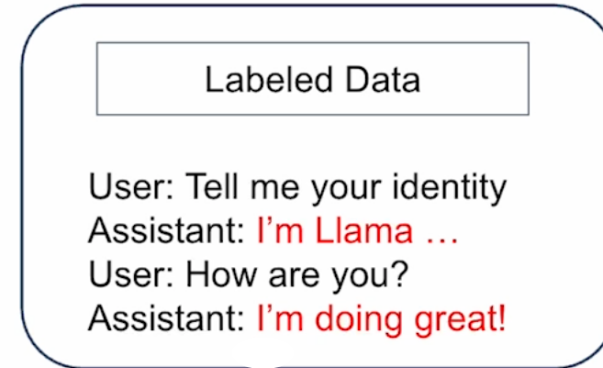 Labeled Data
User: Tell me your identity
Assistant: I’m Llama …
User: How are you?
Assistant: I’m doing great!